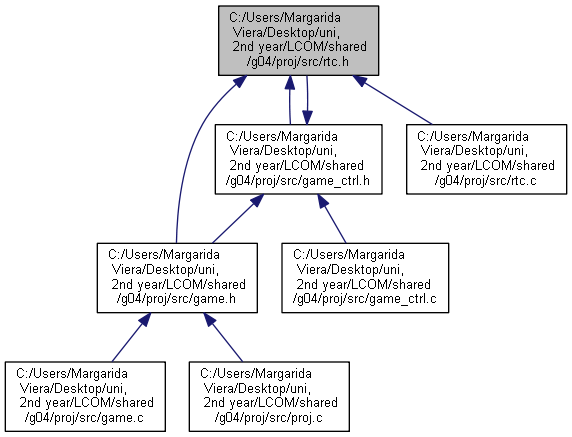 C:/Users/Margarida
Viera/Desktop/uni,
2nd year/LCOM/shared
/g04/proj/src/rtc.h
C:/Users/Margarida
Viera/Desktop/uni,
2nd year/LCOM/shared
/g04/proj/src/game_ctrl.h
C:/Users/Margarida
Viera/Desktop/uni,
2nd year/LCOM/shared
/g04/proj/src/rtc.c
C:/Users/Margarida
Viera/Desktop/uni,
2nd year/LCOM/shared
/g04/proj/src/game.h
C:/Users/Margarida
Viera/Desktop/uni,
2nd year/LCOM/shared
/g04/proj/src/game_ctrl.c
C:/Users/Margarida
Viera/Desktop/uni,
2nd year/LCOM/shared
/g04/proj/src/game.c
C:/Users/Margarida
Viera/Desktop/uni,
2nd year/LCOM/shared
/g04/proj/src/proj.c